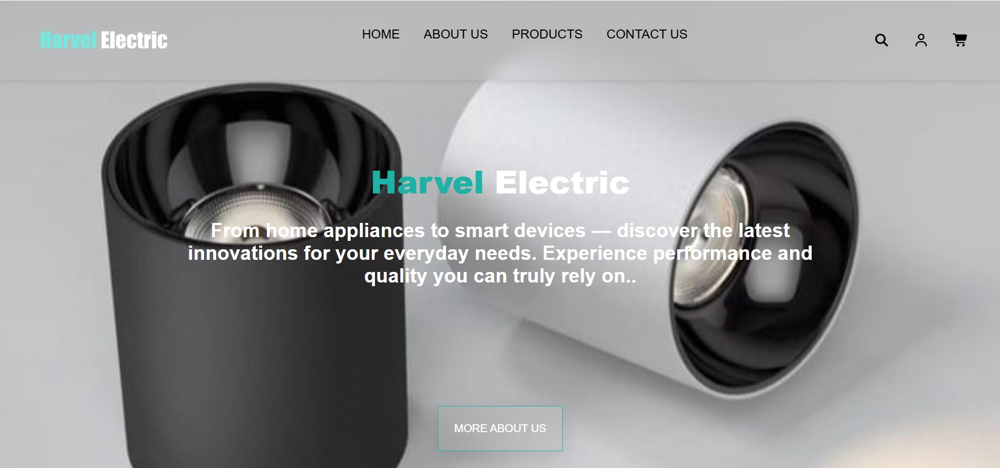 Harvel Electric
HOME ABOUT US PRODUCTS CONTACT US
Harvel Electric
From home appliances to smart devices — discover the latest
innovations for your everyday needs. Experience performance and
quality you can truly rely on..
MORE ABOUT US